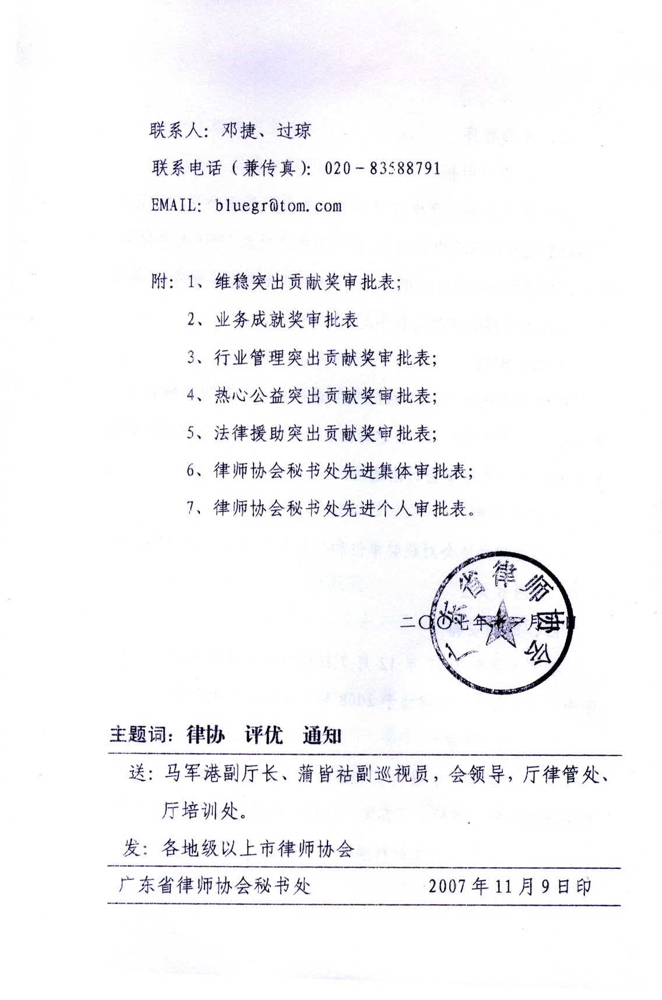 联系人：邓捷、过琼
联系电话（兼传真）：020－83588791
EMAIL：bluegr@tom.com
附：1、维稳突出贡献奖审批表；
2、业务成就奖审批表
3、行业管理突出贡献奖审批表；
4、热心公益突出贡献奖审批表；
5、法律援助突出贡献奖审批表；
6、律师协会秘书处先进集体审批表；
7、律师协会秘书处先进个人审批表。
广东省律师协会
二〇〇七年十一月 日
主题词：律协 评优 通知
送：马军港副厅长、蒲皆祜副巡视员，会领导，厅律管处、
厅培训处。
发：各地级以上市律师协会
广东省律师协会秘书处 2007年11月9日印